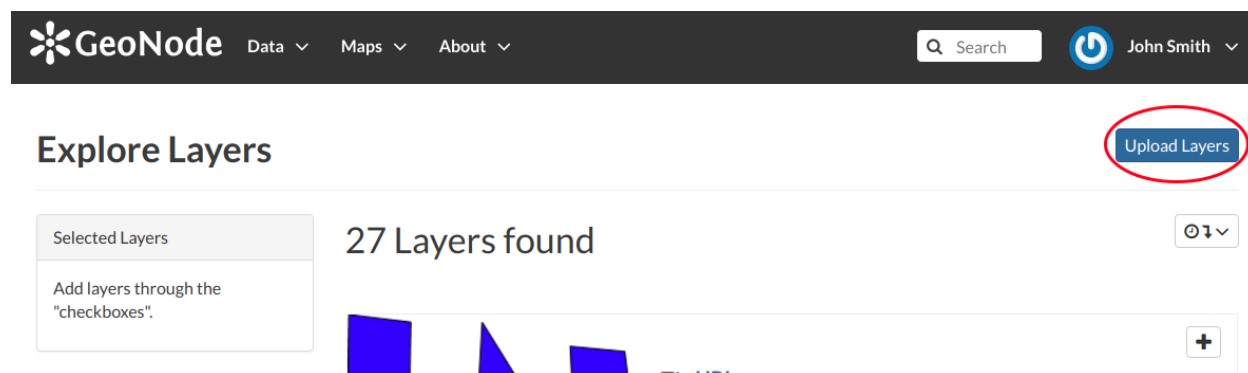 GeoNode Data Maps About Search John Smith
Explore Layers
Upload Layers
Selected Layers
Add layers through the
"checkboxes".
27 Layers found